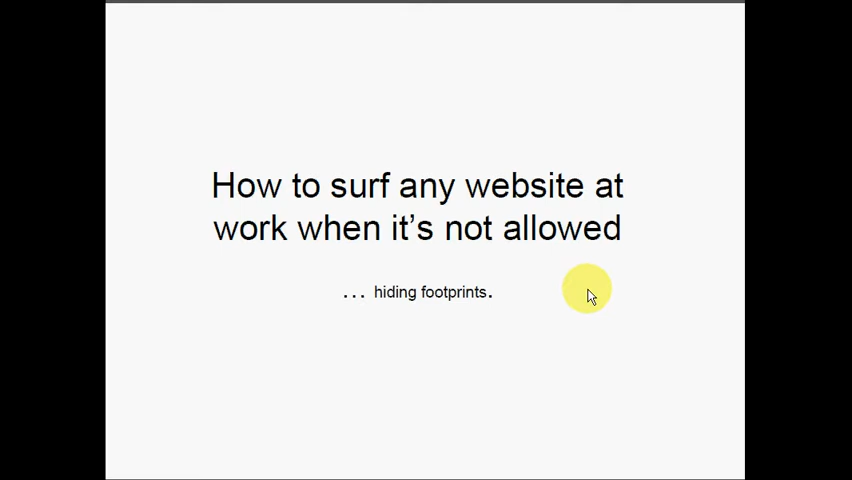 How to surf any website at
work when it’s not allowed
... hiding footprints.